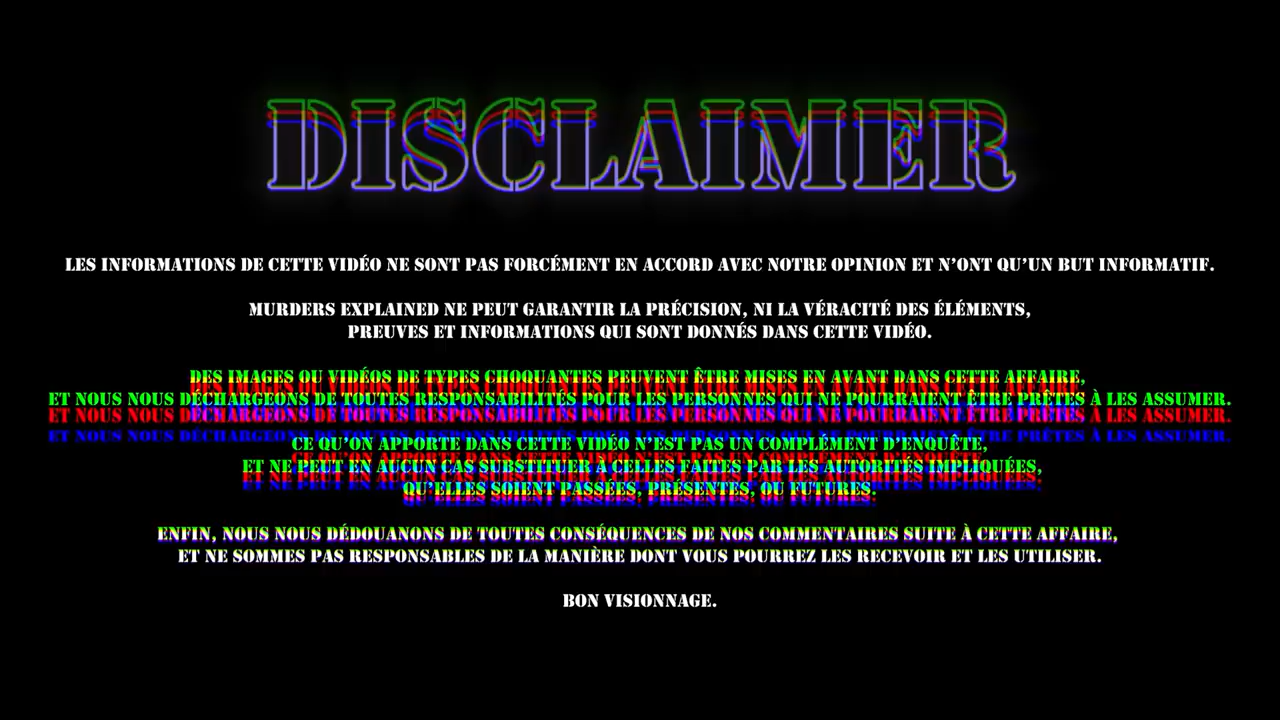 DISCLAIMER
LES INFORMATIONS DE CETTE VIDÉO NE SONT PAS FORCÉMENT EN ACCORD AVEC NOTRE OPINION ET N'ONT QU'UN BUT INFORMATIF.
MURDERS EXPLAINED NE PEUT GARANTIR LA PRÉCISION, NI LA VÉRACITÉ DES ÉLÉMENTS,
PREUVES ET INFORMATIONS QUI SONT DONNÉS DANS CETTE VIDÉO.
DES IMAGES OU VIDÉOS DE TYPES CHOQUANTES PEUVENT ÊTRE MISES EN AVANT DANS CETTE AFFAIRE,
ET NOUS NOUS DÉCHARGEONS DE TOUTES RESPONSABILITÉS POUR LES PERSONNES QUI NE POURRAIENT ÊTRE PRÊTES À LES ASSUMER.
CE QU'ON APPORTE DANS CETTE VIDÉO N'EST PAS UN COMPLÉMENT D'ENQUÊTE,
ET NE PEUT EN AUCUN CAS SUBSTITUER À CELLES FAITES PAR LES AUTORITÉS IMPLIQUÉES,
QU'ELLES SOIENT PASSÉES, PRÉSENTES, OU FUTURES.
ENFIN, NOUS NOUS DÉDOUANONS DE TOUTES CONSÉQUENCES DE NOS COMMENTAIRES SUITE À CETTE AFFAIRE,
ET NE SOMMES PAS RESPONSABLES DE LA MANIÈRE DONT VOUS POURREZ LES RECEVOIR ET LES UTILISER.
BON VISIONNAGE.